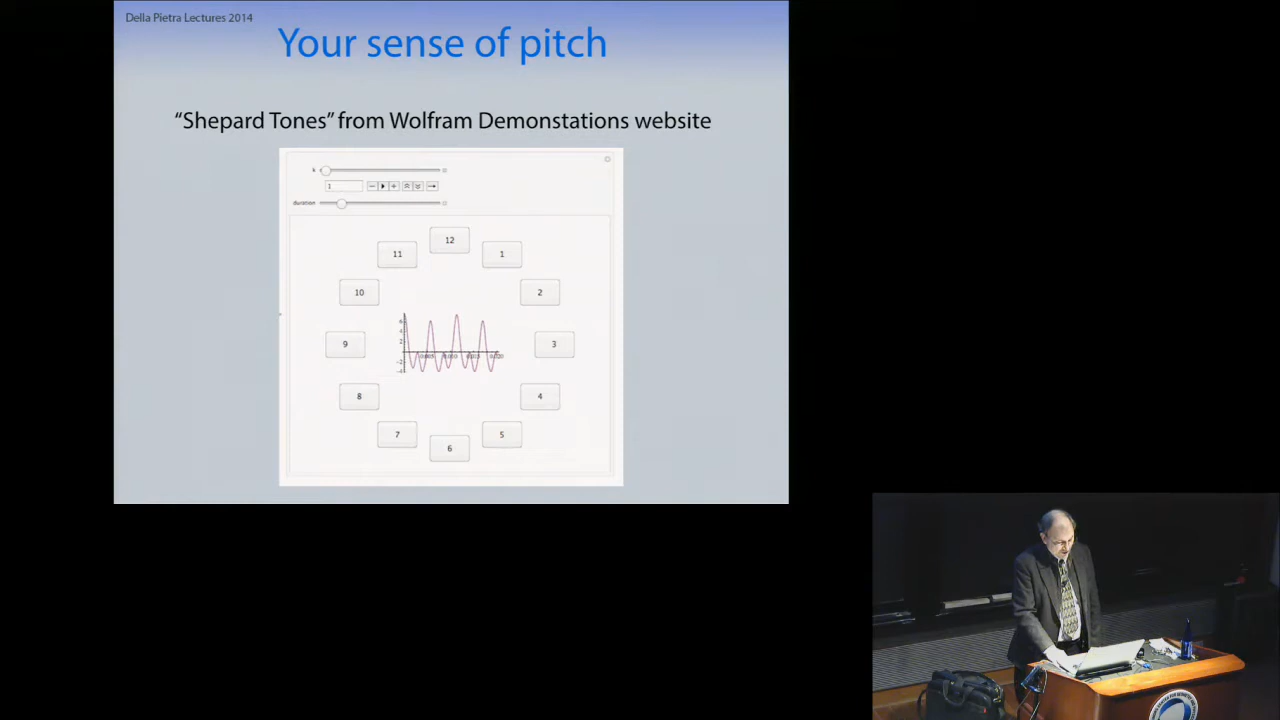 Della Pietra Lectures 2014
Your sense of pitch
“Shepard Tones” from Wolfram Demonstations website
k
1
duration
12
11
1
10
2
9
3
8
4
7
5
6